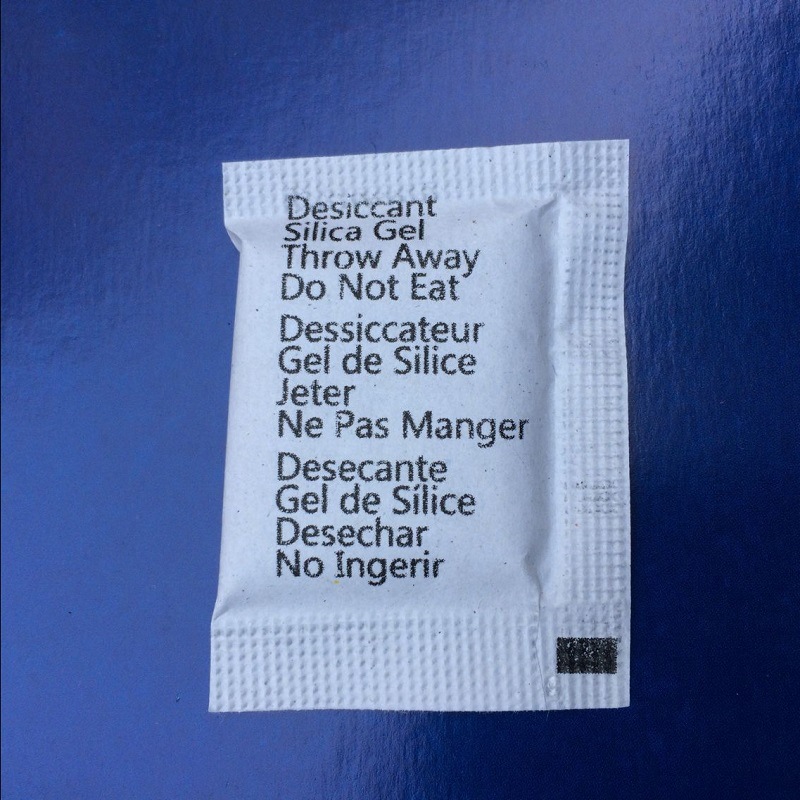 Desiccant
Silica Gel
Throw Away
Do Not Eat
Dessiccateur
Gel de Silice
Jeter
Ne Pas Manger
Desecante
Gel de Sílice
Desechar
No Ingerir